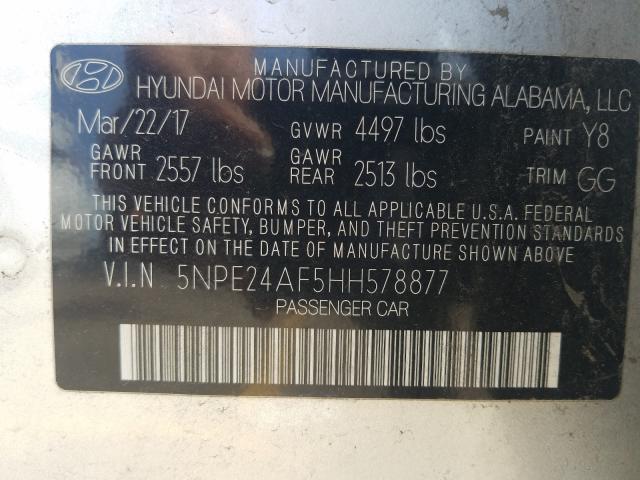 MANUFACTURED BY
HYUNDAI MOTOR MANUFACTURING ALABAMA, LLC
Mar/22/17 GVWR 4497 lbs PAINT Y8
GAWR FRONT 2557 lbs GAWR REAR 2513 lbs TRIM GG
THIS VEHICLE CONFORMS TO ALL APPLICABLE U.S.A. FEDERAL
MOTOR VEHICLE SAFETY, BUMPER, AND THEFT PREVENTION STANDARDS
IN EFFECT ON THE DATE OF MANUFACTURE SHOWN ABOVE
V.I.N 5NPE24AF5HH578877
PASSENGER CAR